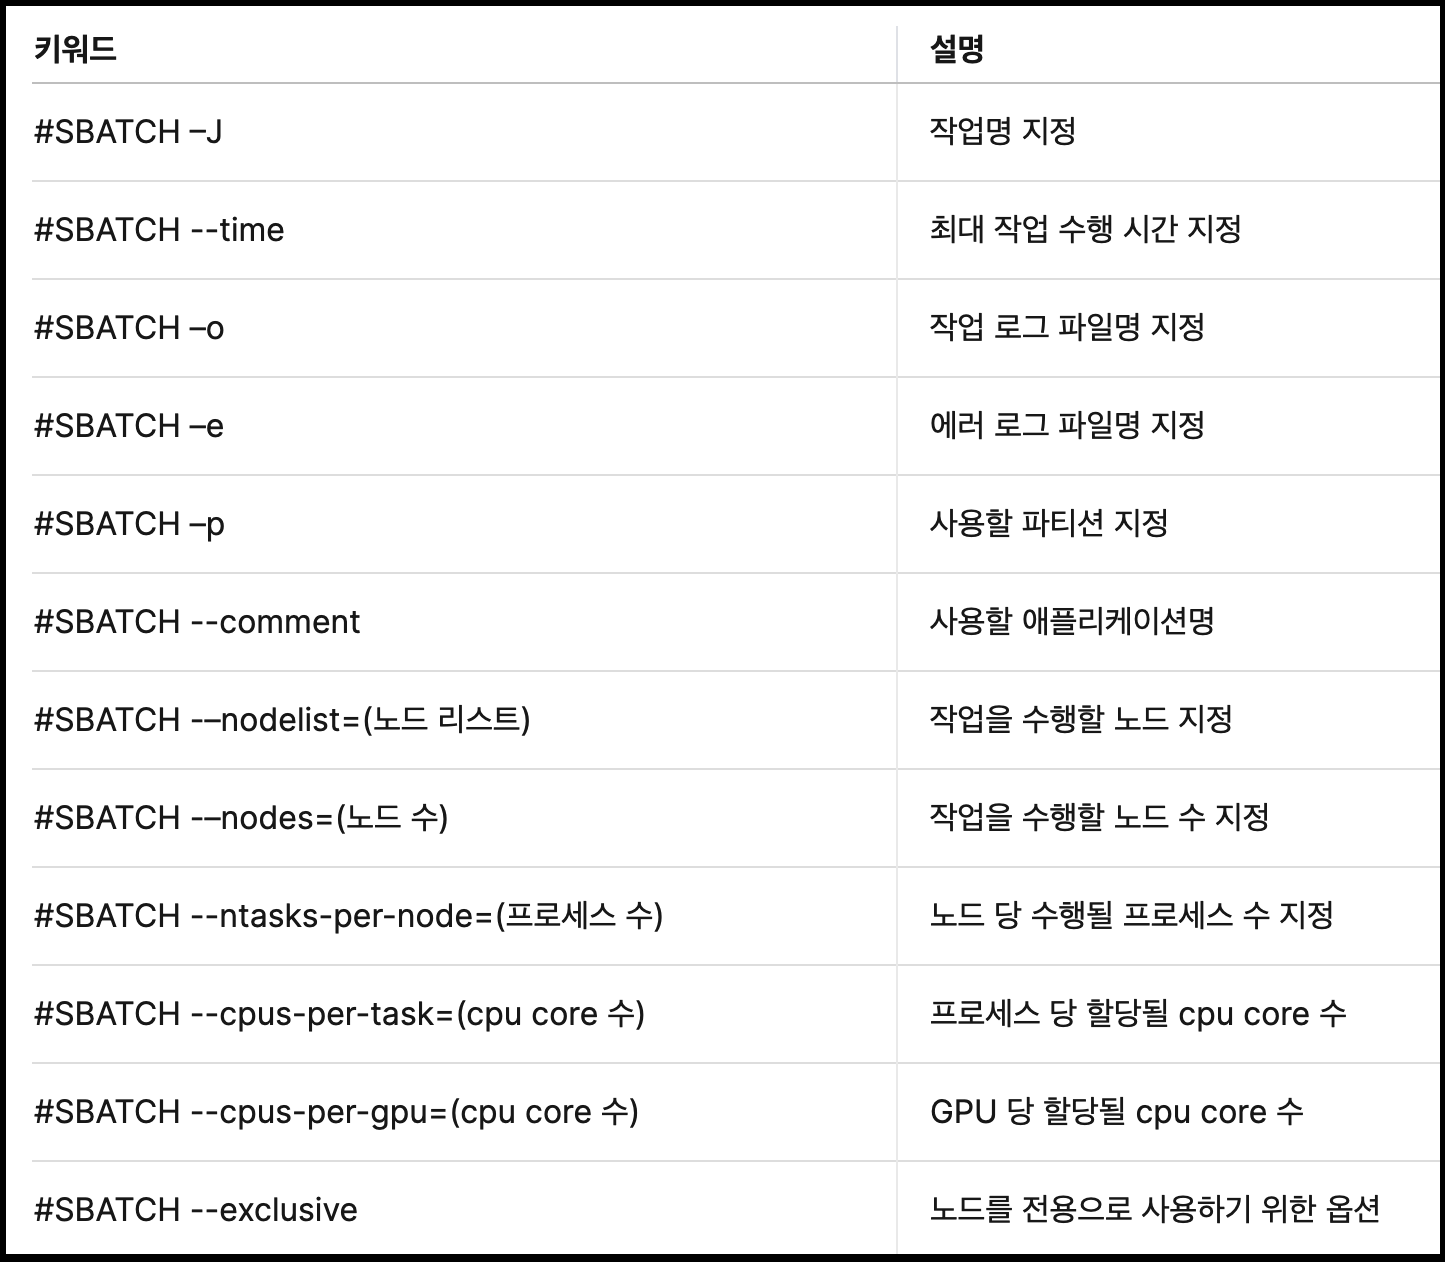 키워드 설명
#SBATCH –J 작업명 지정
#SBATCH --time 최대 작업 수행 시간 지정
#SBATCH –o 작업 로그 파일명 지정
#SBATCH –e 에러 로그 파일명 지정
#SBATCH –p 사용할 파티션 지정
#SBATCH --comment 사용할 애플리케이션명
#SBATCH -–nodelist=(노드 리스트) 작업을 수행할 노드 지정
#SBATCH -–nodes=(노드 수) 작업을 수행할 노드 수 지정
#SBATCH --ntasks-per-node=(프로세스 수) 노드 당 수행될 프로세스 수 지정
#SBATCH --cpus-per-task=(cpu core 수) 프로세스 당 할당될 cpu core 수
#SBATCH --cpus-per-gpu=(cpu core 수) GPU 당 할당될 cpu core 수
#SBATCH --exclusive 노드를 전용으로 사용하기 위한 옵션